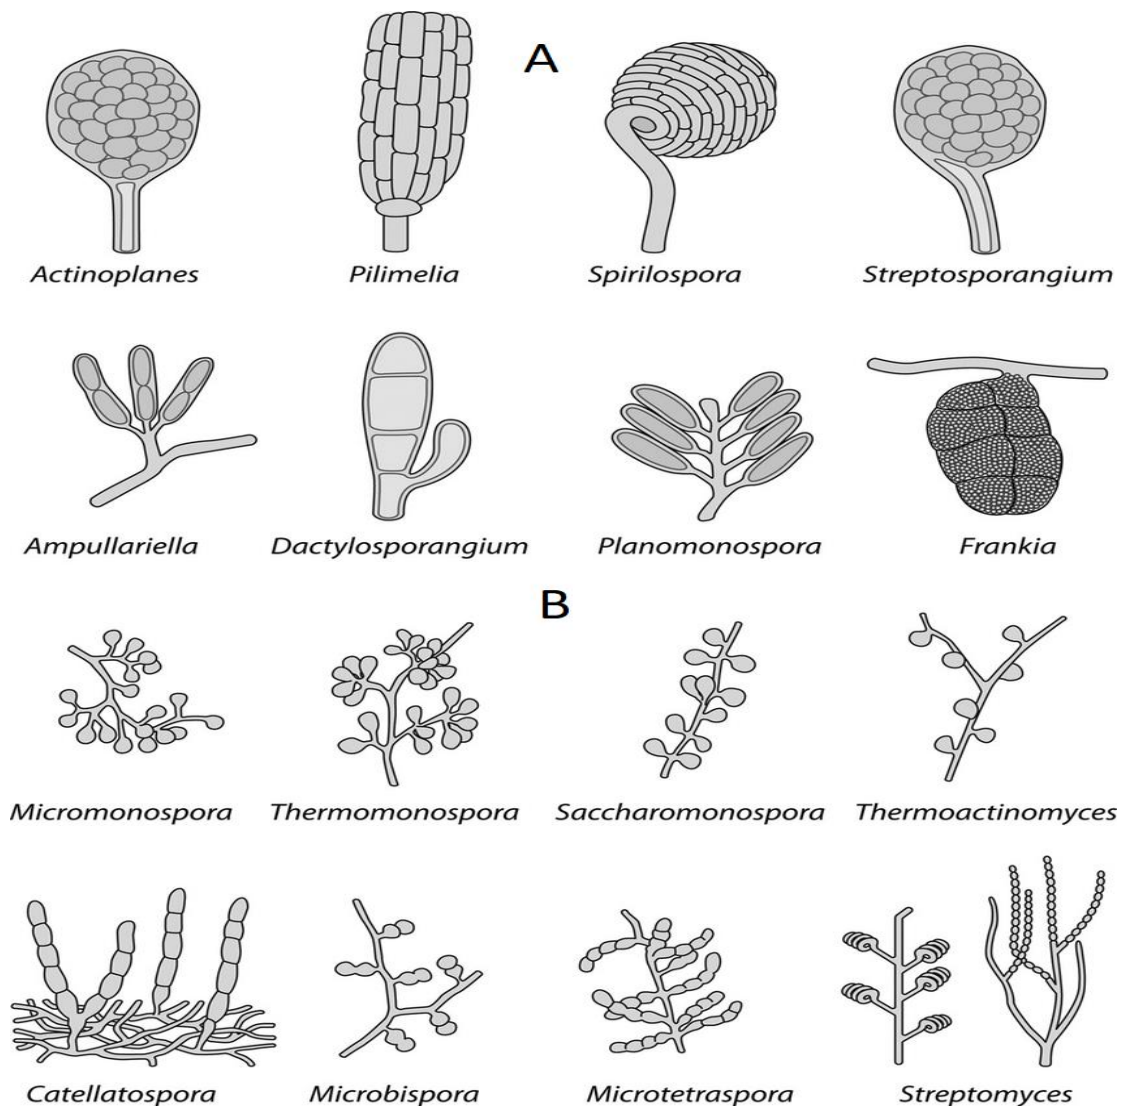 A
Actinoplanes Pilimelia Spirilospora Streptosporangium
Ampullariella Dactylosporangium Planomonospora Frankia
B
Micromonospora Thermomonospora Saccharomonospora Thermoactinomyces
Catellatospora Microbispora Microtetraspora Streptomyces